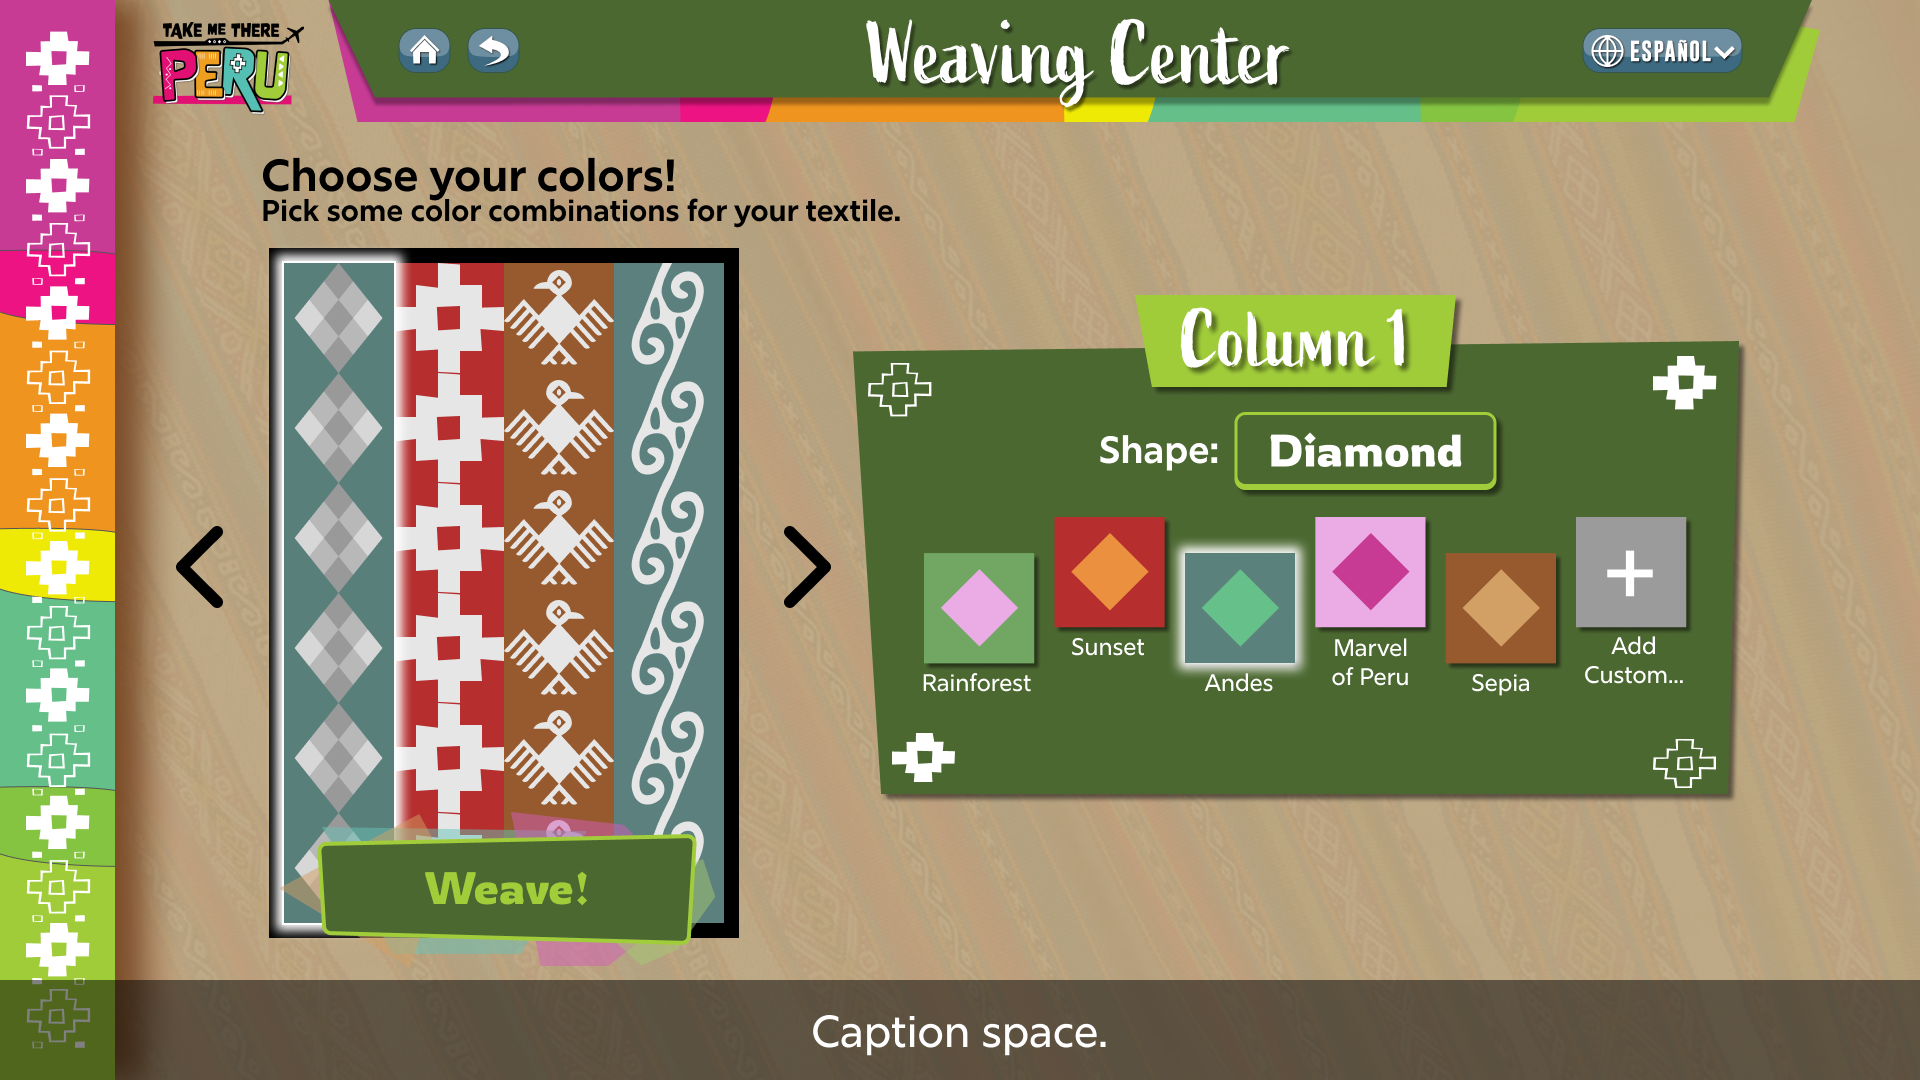 TAKE ME THERE
PERU
Weaving Center
ESPAÑOL
Choose your colors!
Pick some color combinations for your textile.
Column 1
Shape: Diamond
Rainforest
Sunset
Andes
Marvel
of Peru
Sepia
Add
Custom...
Weave!
Caption space.